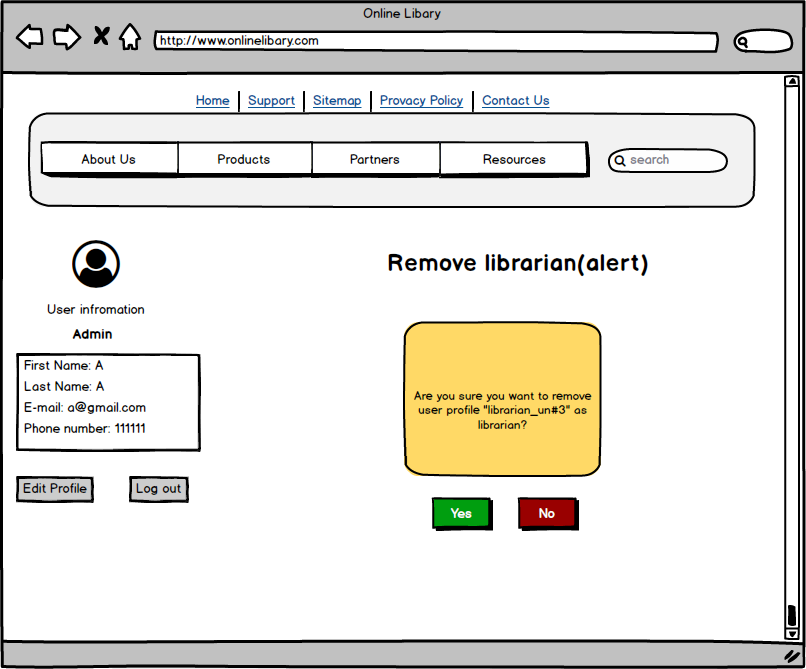 Online Libary
http://www.onlinelibary.com
Home Support Sitemap Provacy Policy Contact Us
About Us Products Partners Resources search
Remove librarian(alert)
User infromation
Admin
First Name: A
Last Name: A
E-mail: a@gmail.com
Phone number: 111111
Edit Profile Log out
Are you sure you want to remove
user profile "librarian_un#3" as
librarian?
Yes No